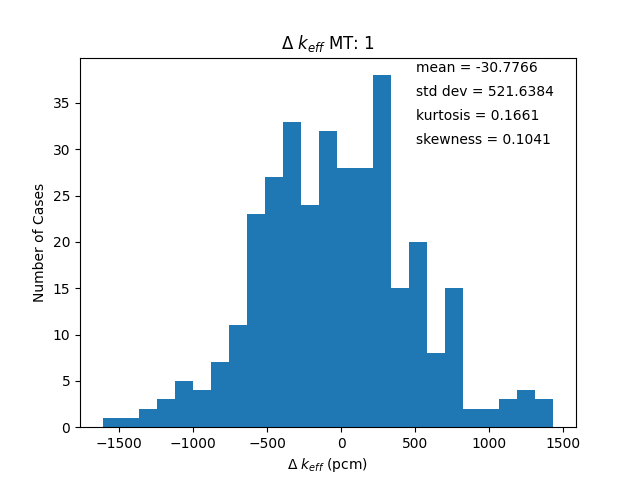 Δ k_eff MT: 1
mean = -30.7766
std dev = 521.6384
kurtosis = 0.1661
skewness = 0.1041
Number of Cases
35
30
25
20
15
10
5
0
−1500 −1000 −500 0 500 1000 1500
Δ k_eff (pcm)